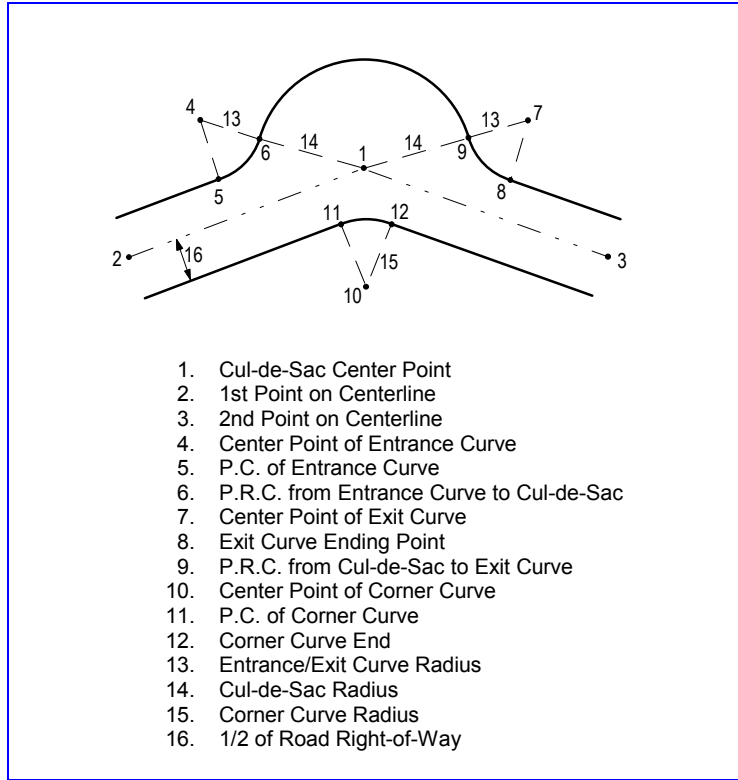 4 13 13 7
6 14 1 14 9
5 8
11 12
2 16 15 3
10
1. Cul-de-Sac Center Point
2. 1st Point on Centerline
3. 2nd Point on Centerline
4. Center Point of Entrance Curve
5. P.C. of Entrance Curve
6. P.R.C. from Entrance Curve to Cul-de-Sac
7. Center Point of Exit Curve
8. Exit Curve Ending Point
9. P.R.C. from Cul-de-Sac to Exit Curve
10. Center Point of Corner Curve
11. P.C. of Corner Curve
12. Corner Curve End
13. Entrance/Exit Curve Radius
14. Cul-de-Sac Radius
15. Corner Curve Radius
16. 1/2 of Road Right-of-Way